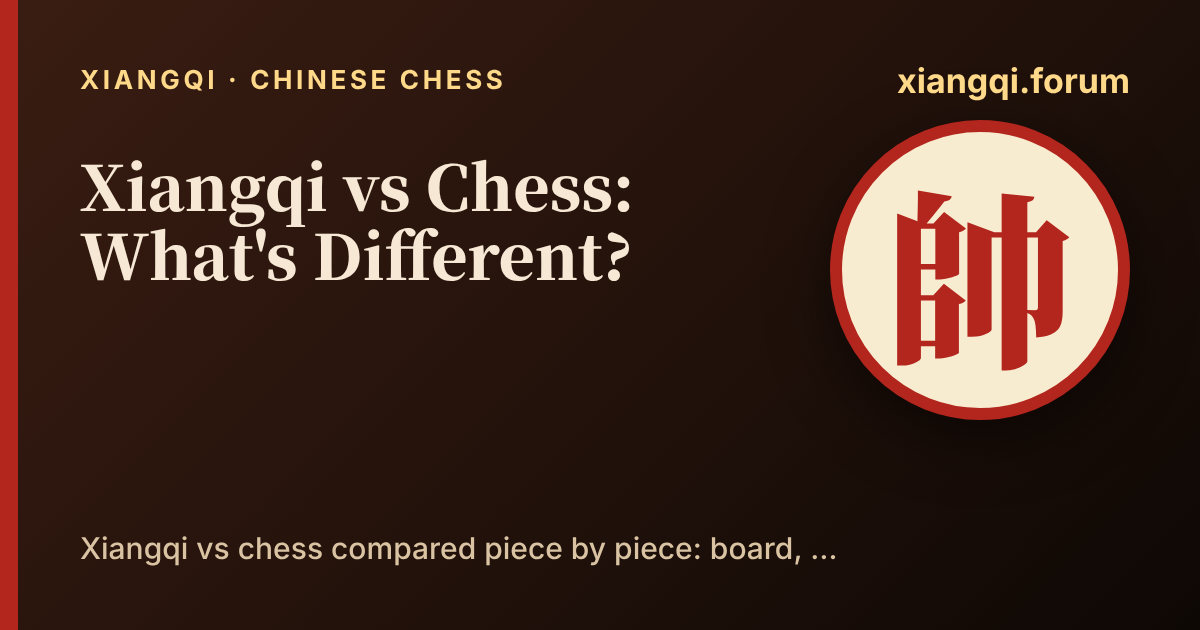 XIANGQI · CHINESE CHESS
xiangqi.forum
Xiangqi vs Chess:
What's Different?
帥
Xiangqi vs chess compared piece by piece: board, ...